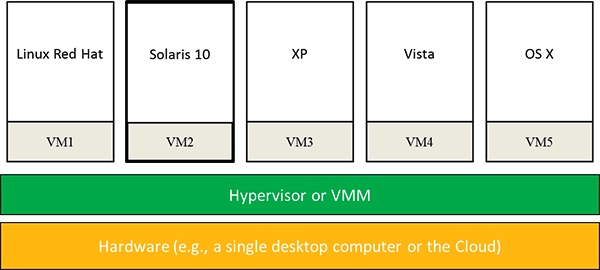 Linux Red Hat
Solaris 10
XP
Vista
OS X
VM1
VM2
VM3
VM4
VM5
Hypervisor or VMM
Hardware (e.g., a single desktop computer or the Cloud)